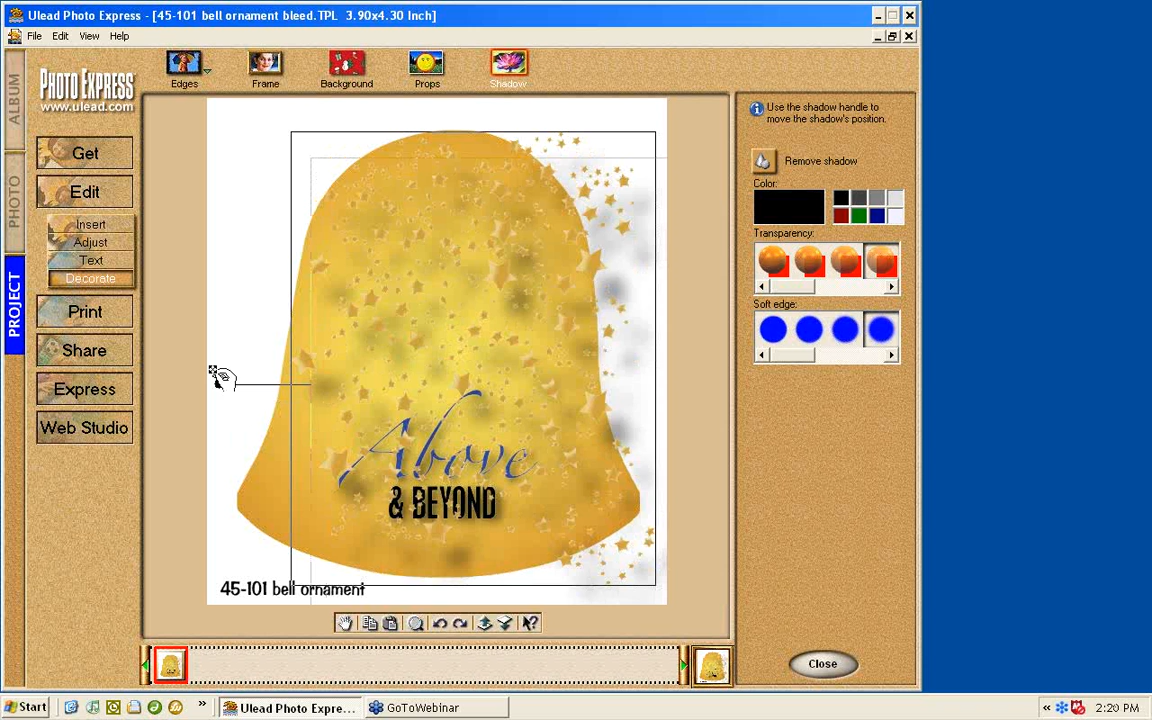 Ulead Photo Express - [45-101 bell ornament bleed.TPL  3.90x4.30 Inch]
File Edit View Help
ALBUM
PHOTO
PROJECT
PHOTO EXPRESS
www.ulead.com
Edges
Frame
Background
Props
Shadow
Get
Edit
Insert
Adjust
Text
Decorate
Print
Share
Express
Web Studio
Above
& BEYOND
45-101 bell ornament
Use the shadow handle to
move the shadow's position.
Remove shadow
Color:
Transparency:
Soft edge:
Close
Start
Ulead Photo Expre...
GoToWebinar
2:20 PM